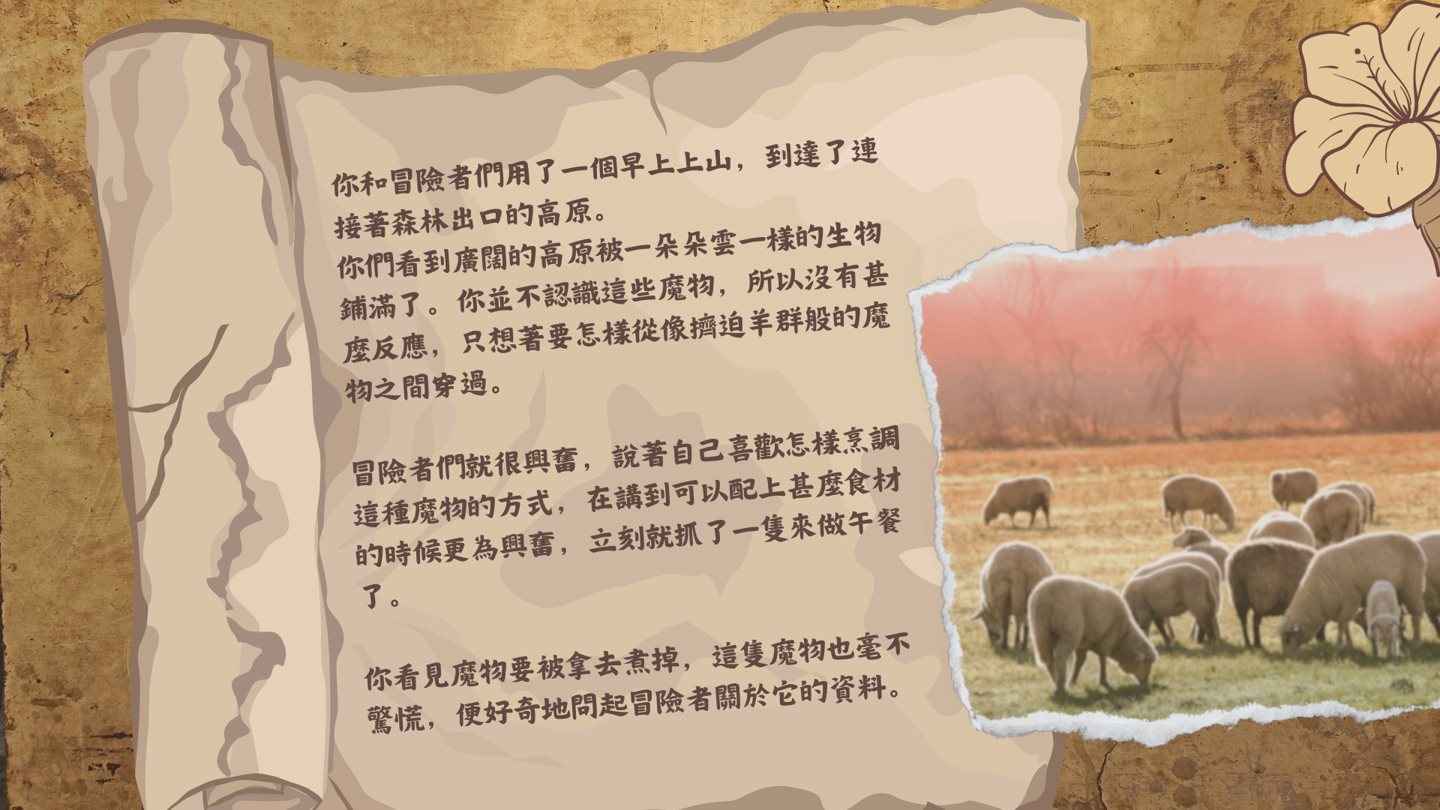 你和冒險者們用了一個早上上山，到達了連
接著森林出口的高原。
你們看到廣闊的高原被一朵朵雲一樣的生物
鋪滿了。你並不認識這些魔物，所以沒有甚
麼反應，只想著要怎樣從像擠迫羊群般的魔
物之間穿過。
冒險者們就很興奮，說著自己喜歡怎樣烹調
這種魔物的方式，在講到可以配上甚麼食材
的時候更為興奮，立刻就抓了一隻來做午餐
了。
你看見魔物要被拿去煮掉，這隻魔物也毫不
驚慌，便好奇地問起冒險者關於它的資料。